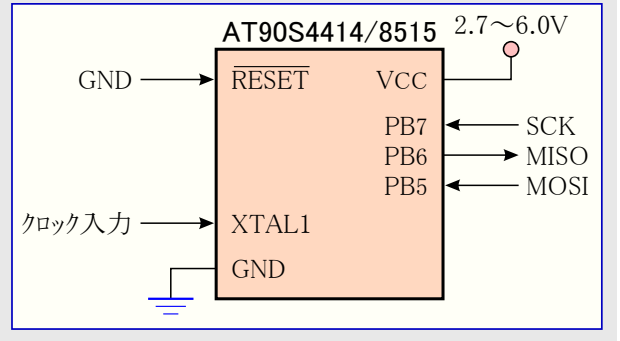 AT90S4414/8515
2.7～6.0V
GND
RESET
VCC
PB7
SCK
PB6
MISO
PB5
MOSI
クロック入力
XTAL1
GND